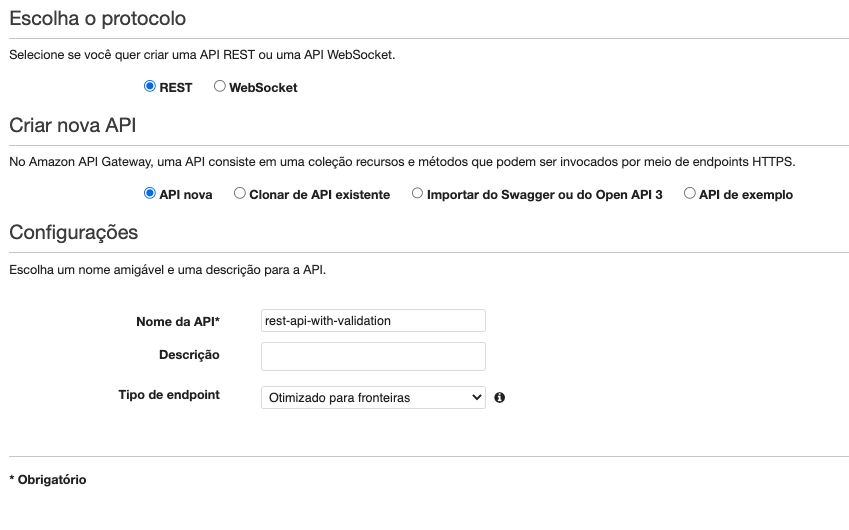 Escolha o protocolo
Selecione se você quer criar uma API REST ou uma API WebSocket.
REST WebSocket
Criar nova API
No Amazon API Gateway, uma API consiste em uma coleção recursos e métodos que podem ser invocados por meio de endpoints HTTPS.
API nova Clonar de API existente Importar do Swagger ou do Open API 3 API de exemplo
Configurações
Escolha um nome amigável e uma descrição para a API.
Nome da API* rest-api-with-validation
Descrição
Tipo de endpoint Otimizado para fronteiras
* Obrigatório